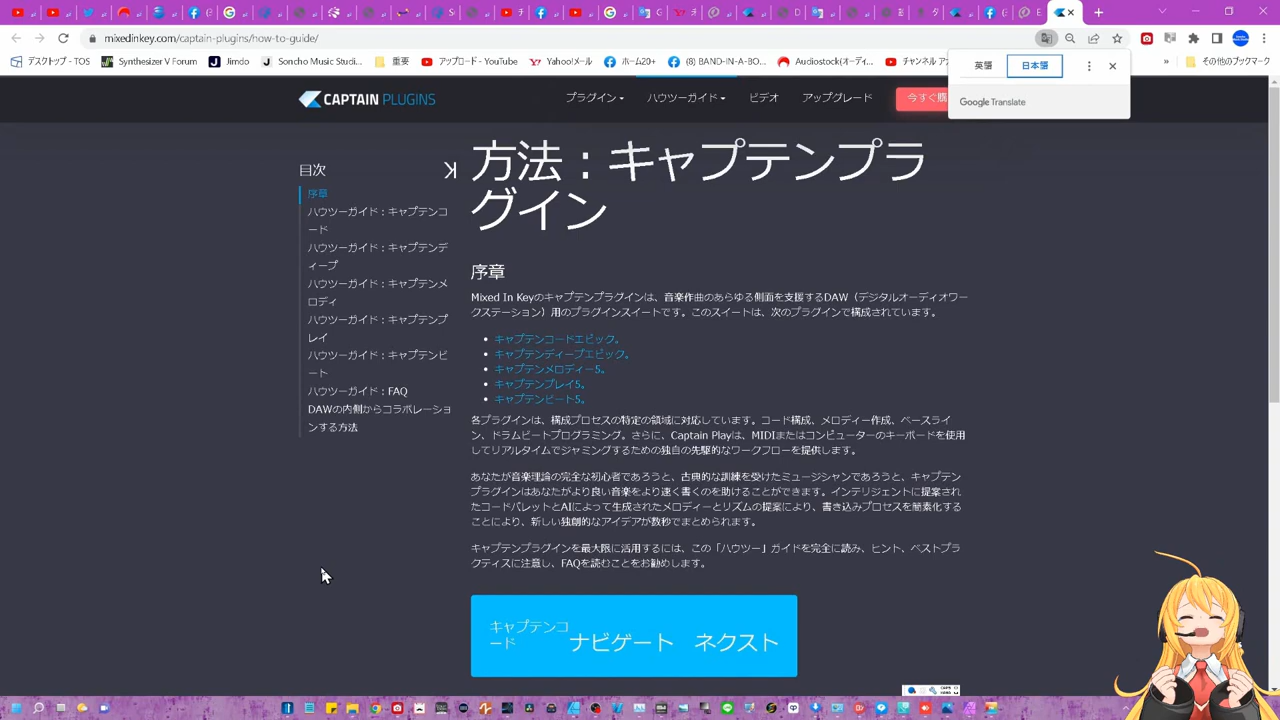 mixedinkey.com/captain-plugins/how-to-guide/
デスクトップ - TOS
Synthesizer V Forum
Jimdo
Soncho Music Strum...
重要
アップロード - YouTube
Yahoo!メール
ホーム20+
(8) BAND-IN-A-BO...
Audiostock(オーディ...
»
その他のブックマーク
英語
日本語
Google Translate
CAPTAIN PLUGINS
プラグイン
ハウツーガイド
ビデオ
アップグレード
目次
序章
ハウツーガイド：キャプテンコ
ード
ハウツーガイド：キャプテンデ
ィープ
ハウツーガイド：キャプテンメ
ロディ
ハウツーガイド：キャプテンプ
レイ
ハウツーガイド：キャプテンビ
ート
ハウツーガイド：FAQ
DAWの内側からコラボレーショ
ンする方法
方法：キャプテンプラ
グイン
序章
Mixed In Keyのキャプテンプラグインは、音楽作曲のあらゆる側面を支援するDAW（デジタルオーディオワー
クステーション）用のプラグインスイートです。このスイートは、次のプラグインで構成されています。
キャプテンコードエピック。
キャプテンディープエピック。
キャプテンメロディー5。
キャプテンプレイ5。
キャプテンビート5。
各プラグインは、構成プロセスの特定の領域に対応しています。コード構成、メロディー作成、ベースライ
ン、ドラムビートプログラミング。さらに、Captain Playは、MIDIまたはコンピューターのキーボードを使用
してリアルタイムでジャミングするための独自の先駆的なワークフローを提供します。
あなたが音楽理論の完全な初心者であろうと、古典的な訓練を受けたミュージシャンであろうと、キャプテン
プラグインはあなたがより良い音楽をより速く書くのを助けることができます。インテリジェントに提案され
たコードパレットとAIによって生成されたメロディーとリズムの提案により、書き込みプロセスを簡素化する
ことにより、新しい独創的なアイデアが数秒でまとめられます。
キャプテンプラグインを最大限に活用するには、この「ハウツー」ガイドを完全に読み、ヒント、ベストプラ
クティスに注意し、FAQを読むことをお勧めします。
キャプテンコ
ード
ナビゲート ネクスト